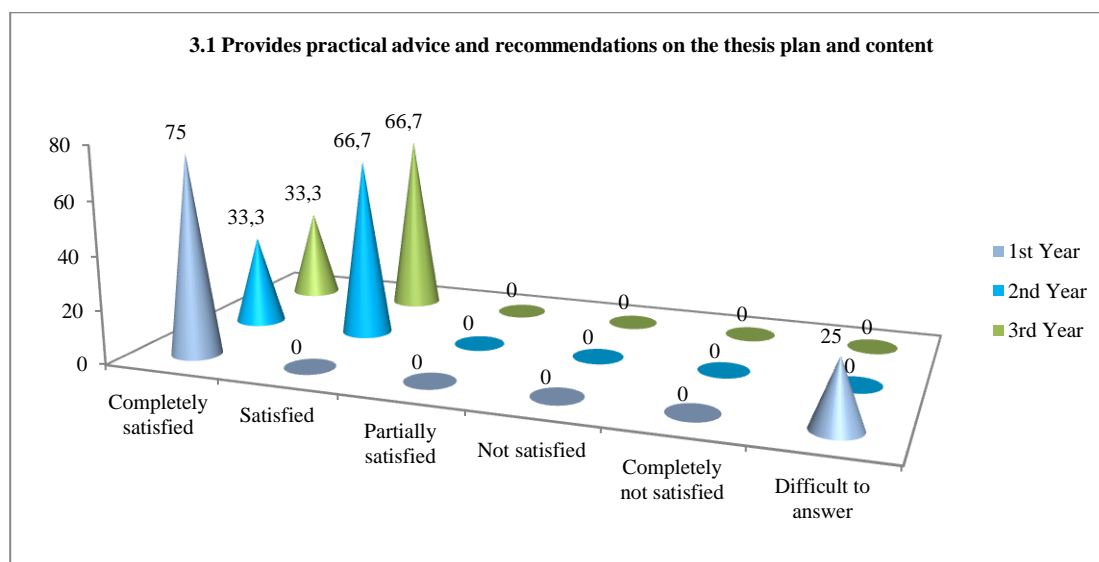 3.1 Provides practical advice and recommendations on the thesis plan and content
80
60
40
20
0
75
33,3
33,3
66,7
66,7
0
0
0
0
0
0
0
0
0
0
0
0
25
Completely
satisfied
Satisfied
Partially
satisfied
Not satisfied
Completely
not satisfied
Difficult to
answer
1st Year
2nd Year
3rd Year